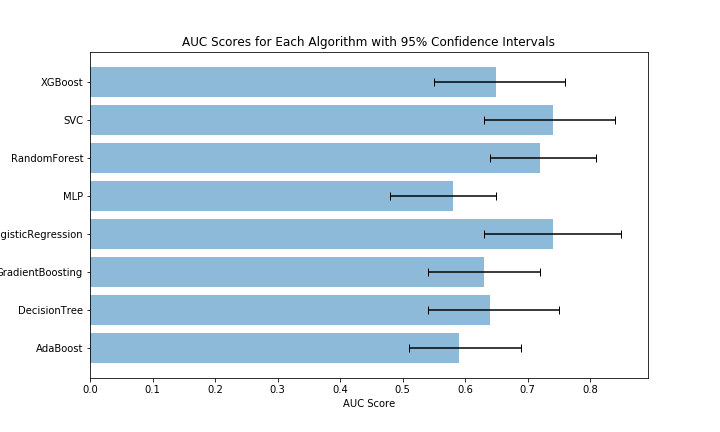 AUC Scores for Each Algorithm with 95% Confidence Intervals
XGBoost
SVC
RandomForest
MLP
gisticRegression
GradientBoosting
DecisionTree
AdaBoost
0.0 0.1 0.2 0.3 0.4 0.5 0.6 0.7 0.8
AUC Score